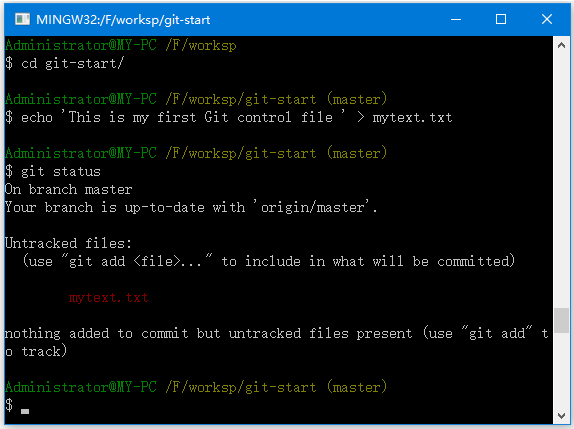 MINGW32:/F/worksp/git-start
Administrator@MY-PC /F/worksp
$ cd git-start/
Administrator@MY-PC /F/worksp/git-start (master)
$ echo 'This is my first Git control file ' > mytext.txt
Administrator@MY-PC /F/worksp/git-start (master)
$ git status
On branch master
Your branch is up-to-date with 'origin/master'.
Untracked files:
(use "git add <file>..." to include in what will be committed)
mytext.txt
nothing added to commit but untracked files present (use "git add" t
o track)
Administrator@MY-PC /F/worksp/git-start (master)
$